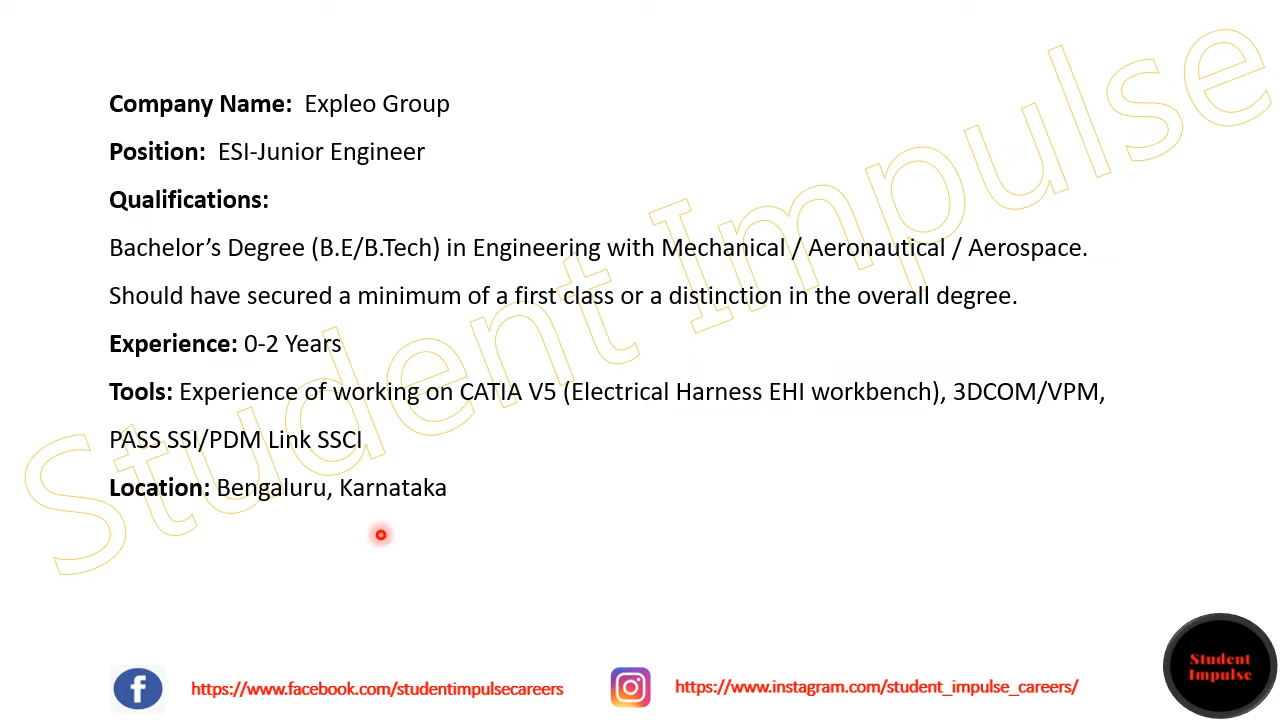 Company Name: Expleo Group
Position: ESI-Junior Engineer
Qualifications:
Bachelor’s Degree (B.E/B.Tech) in Engineering with Mechanical / Aeronautical / Aerospace.
Should have secured a minimum of a first class or a distinction in the overall degree.
Experience: 0-2 Years
Tools: Experience of working on CATIA V5 (Electrical Harness EHI workbench), 3DCOM/VPM,
PASS SSI/PDM Link SSCI
Location: Bengaluru, Karnataka
Student Impulse
https://www.facebook.com/studentimpulsecareers
https://www.instagram.com/student_impulse_careers/
Student
Impulse